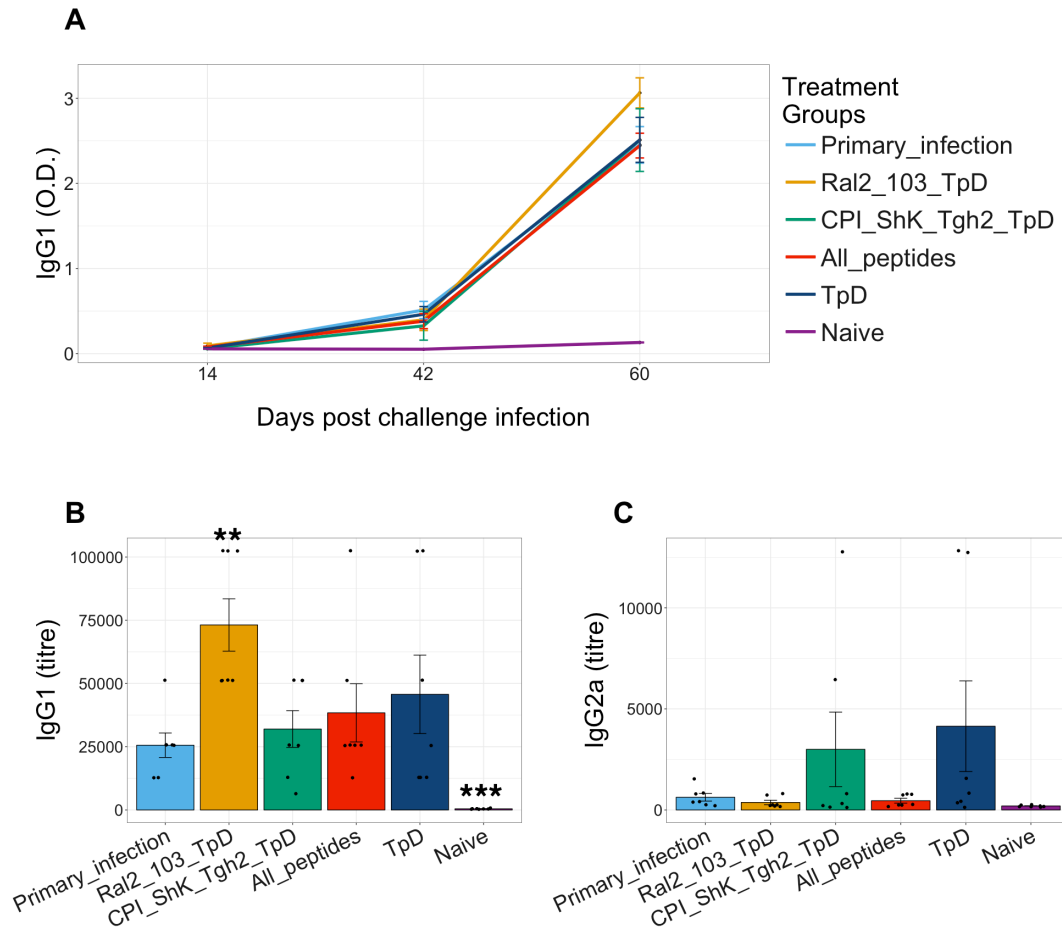 A
3
2
1
0
IgG1 (O.D.)
14
42
60
Days post challenge infection
Treatment
Groups
Primary_infection
Ral2_103_TpD
CPI_ShK_Tgh2_TpD
All_peptides
TpD
Naive
B
100000
75000
50000
25000
0
IgG1 (titre)
**
***
Primary_infection
Ral2_103_TpD
CPI_ShK_Tgh2_TpD
All_peptides
TpD
Naive
C
10000
5000
0
IgG2a (titre)
Primary_infection
Ral2_103_TpD
CPI_ShK_Tgh2_TpD
All_peptides
TpD
Naive